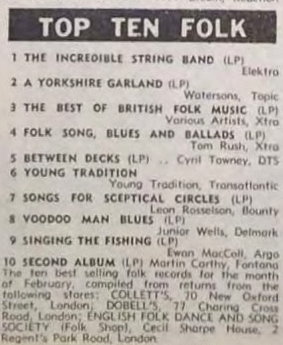 TOP TEN FOLK
1 THE INCREDIBLE STRING BAND (LP)
Elektra
2 A YORKSHIRE GARLAND (LP)
Watersons, Topic
3 THE BEST OF BRITISH FOLK MUSIC (LP)
Various Artists, Xtra
4 FOLK SONG, BLUES AND BALLADS (LP)
Tom Rush, Xtra
5 BETWEEN DECKS (LP) .. Cyril Tawney, DTS
6 YOUNG TRADITION
Young Tradition, Transatlantic
7 SONGS FOR SCEPTICAL CIRCLES (LP)
Leon Rosselson, Bounty
8 VOODOO MAN BLUES (LP)
Junior Wells, Delmark
9 SINGING THE FISHING (LP)
Ewan MacColl, Argo
10 SECOND ALBUM (LP) Martin Carthy, Fontana
The ten best selling folk records for the month
of February, compiled from returns from the
following stores: COLLETT'S, 70 New Oxford
Street, London; DOBELL'S, 77 Charing Cross
Road, London; ENGLISH FOLK DANCE AND SONG
SOCIETY (Folk Shop), Cecil Sharpe House, 2
Regent's Park Road, London.